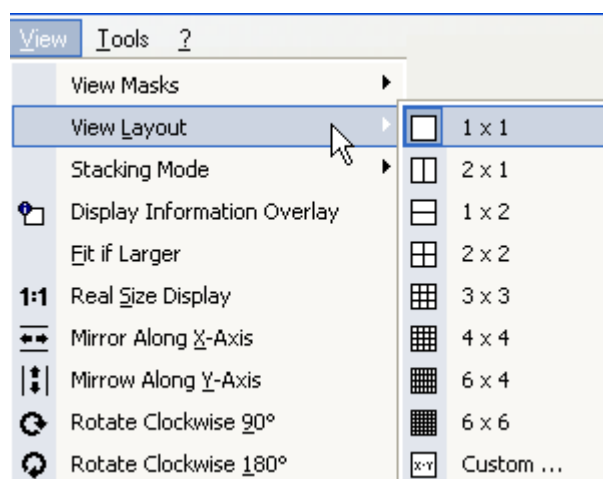 View Tools ?
View Masks
View Layout
Stacking Mode
Display Information Overlay
Fit if Larger
1:1 Real Size Display
Mirror Along X-Axis
Mirrow Along Y-Axis
Rotate Clockwise 90°
Rotate Clockwise 180°
1 x 1
2 x 1
1 x 2
2 x 2
3 x 3
4 x 4
6 x 4
6 x 6
x·Y Custom ...